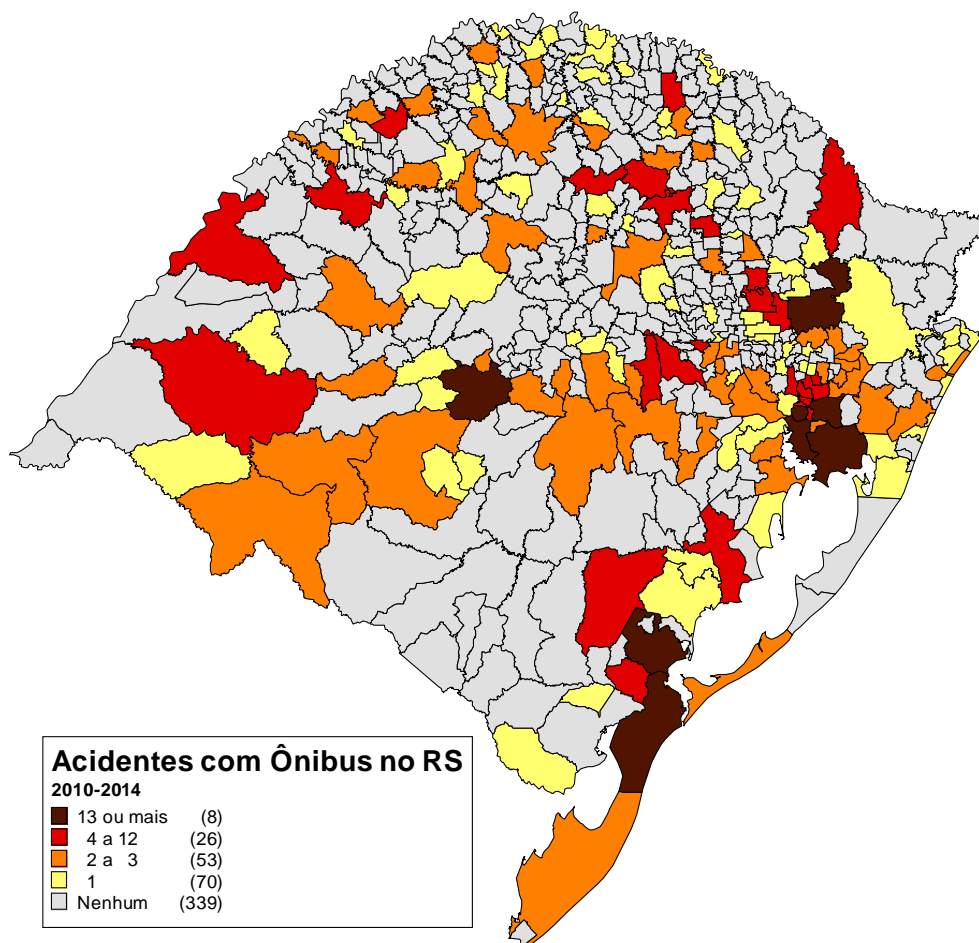 Acidentes com Ônibus no RS
2010-2014
13 ou mais (8)
4 a 12 (26)
2 a 3 (53)
1 (70)
Nenhum (339)